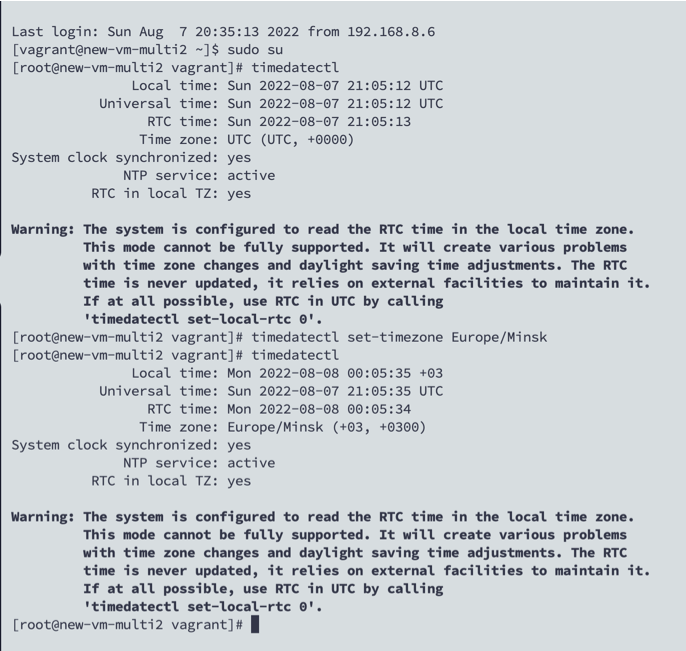 Last login: Sun Aug  7 20:35:13 2022 from 192.168.8.6
[vagrant@new-vm-multi2 ~]$ sudo su
[root@new-vm-multi2 vagrant]# timedatectl
               Local time: Sun 2022-08-07 21:05:12 UTC
           Universal time: Sun 2022-08-07 21:05:12 UTC
                 RTC time: Sun 2022-08-07 21:05:13
                Time zone: UTC (UTC, +0000)
System clock synchronized: yes
              NTP service: active
          RTC in local TZ: yes

Warning: The system is configured to read the RTC time in the local time zone.
         This mode cannot be fully supported. It will create various problems
         with time zone changes and daylight saving time adjustments. The RTC
         time is never updated, it relies on external facilities to maintain it.
         If at all possible, use RTC in UTC by calling
         'timedatectl set-local-rtc 0'.
[root@new-vm-multi2 vagrant]# timedatectl set-timezone Europe/Minsk
[root@new-vm-multi2 vagrant]# timedatectl
               Local time: Mon 2022-08-08 00:05:35 +03
           Universal time: Sun 2022-08-07 21:05:35 UTC
                 RTC time: Mon 2022-08-08 00:05:34
                Time zone: Europe/Minsk (+03, +0300)
System clock synchronized: yes
              NTP service: active
          RTC in local TZ: yes

Warning: The system is configured to read the RTC time in the local time zone.
         This mode cannot be fully supported. It will create various problems
         with time zone changes and daylight saving time adjustments. The RTC
         time is never updated, it relies on external facilities to maintain it.
         If at all possible, use RTC in UTC by calling
         'timedatectl set-local-rtc 0'.
[root@new-vm-multi2 vagrant]#